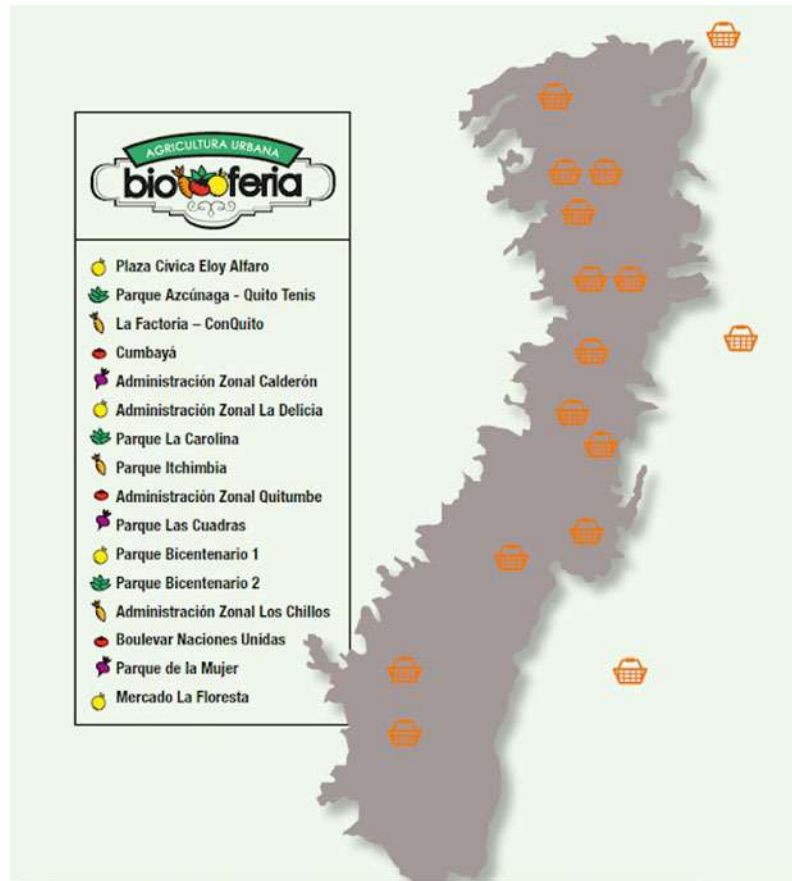 AGRICULTURA URBANA
bio feria
Plaza Cívica Eloy Alfaro
Parque Azcúnaga - Quito Tenis
La Factoría – ConQuito
Cumbayá
Administración Zonal Calderón
Administración Zonal La Delicia
Parque La Carolina
Parque Itchimbia
Administración Zonal Quitumbe
Parque Las Cuadras
Parque Bicentenario 1
Parque Bicentenario 2
Administración Zonal Los Chillos
Boulevar Naciones Unidas
Parque de la Mujer
Mercado La Floresta